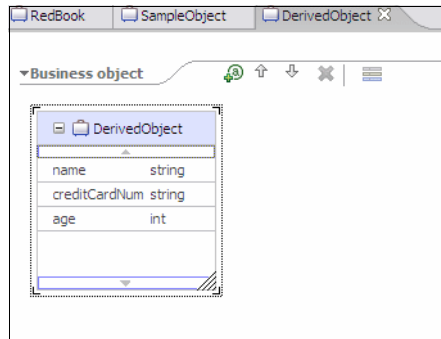 RedBook SampleObject DerivedObject
Business object
DerivedObject
name string
creditCardNum string
age int